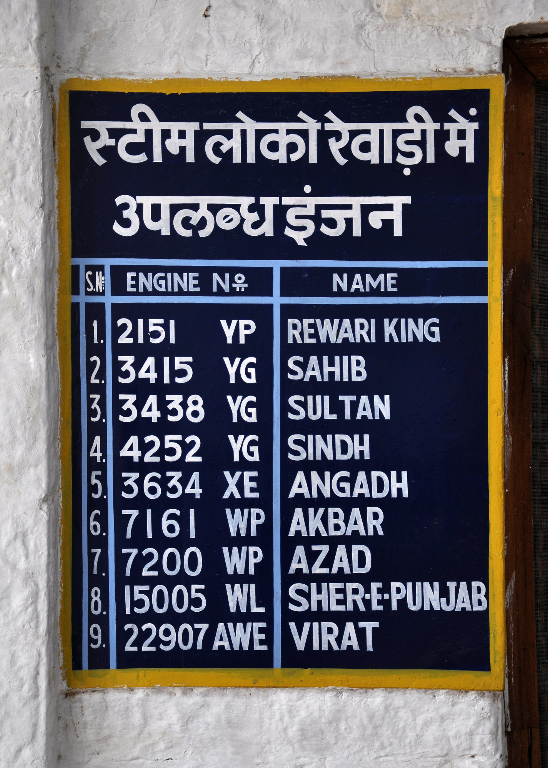 स्टीम लोको रेवाड़ी में
उपलब्ध इंजन
S.Nº ENGINE Nº NAME
1. 2151 YP REWARI KING
2. 3415 YG SAHIB
3. 3438 YG SULTAN
4. 4252 YG SINDH
5. 3634 XE ANGADH
6. 7161 WP AKBAR
7. 7200 WP AZAD
8. 15005 WL SHER-E-PUNJAB
9. 22907 AWE VIRAT